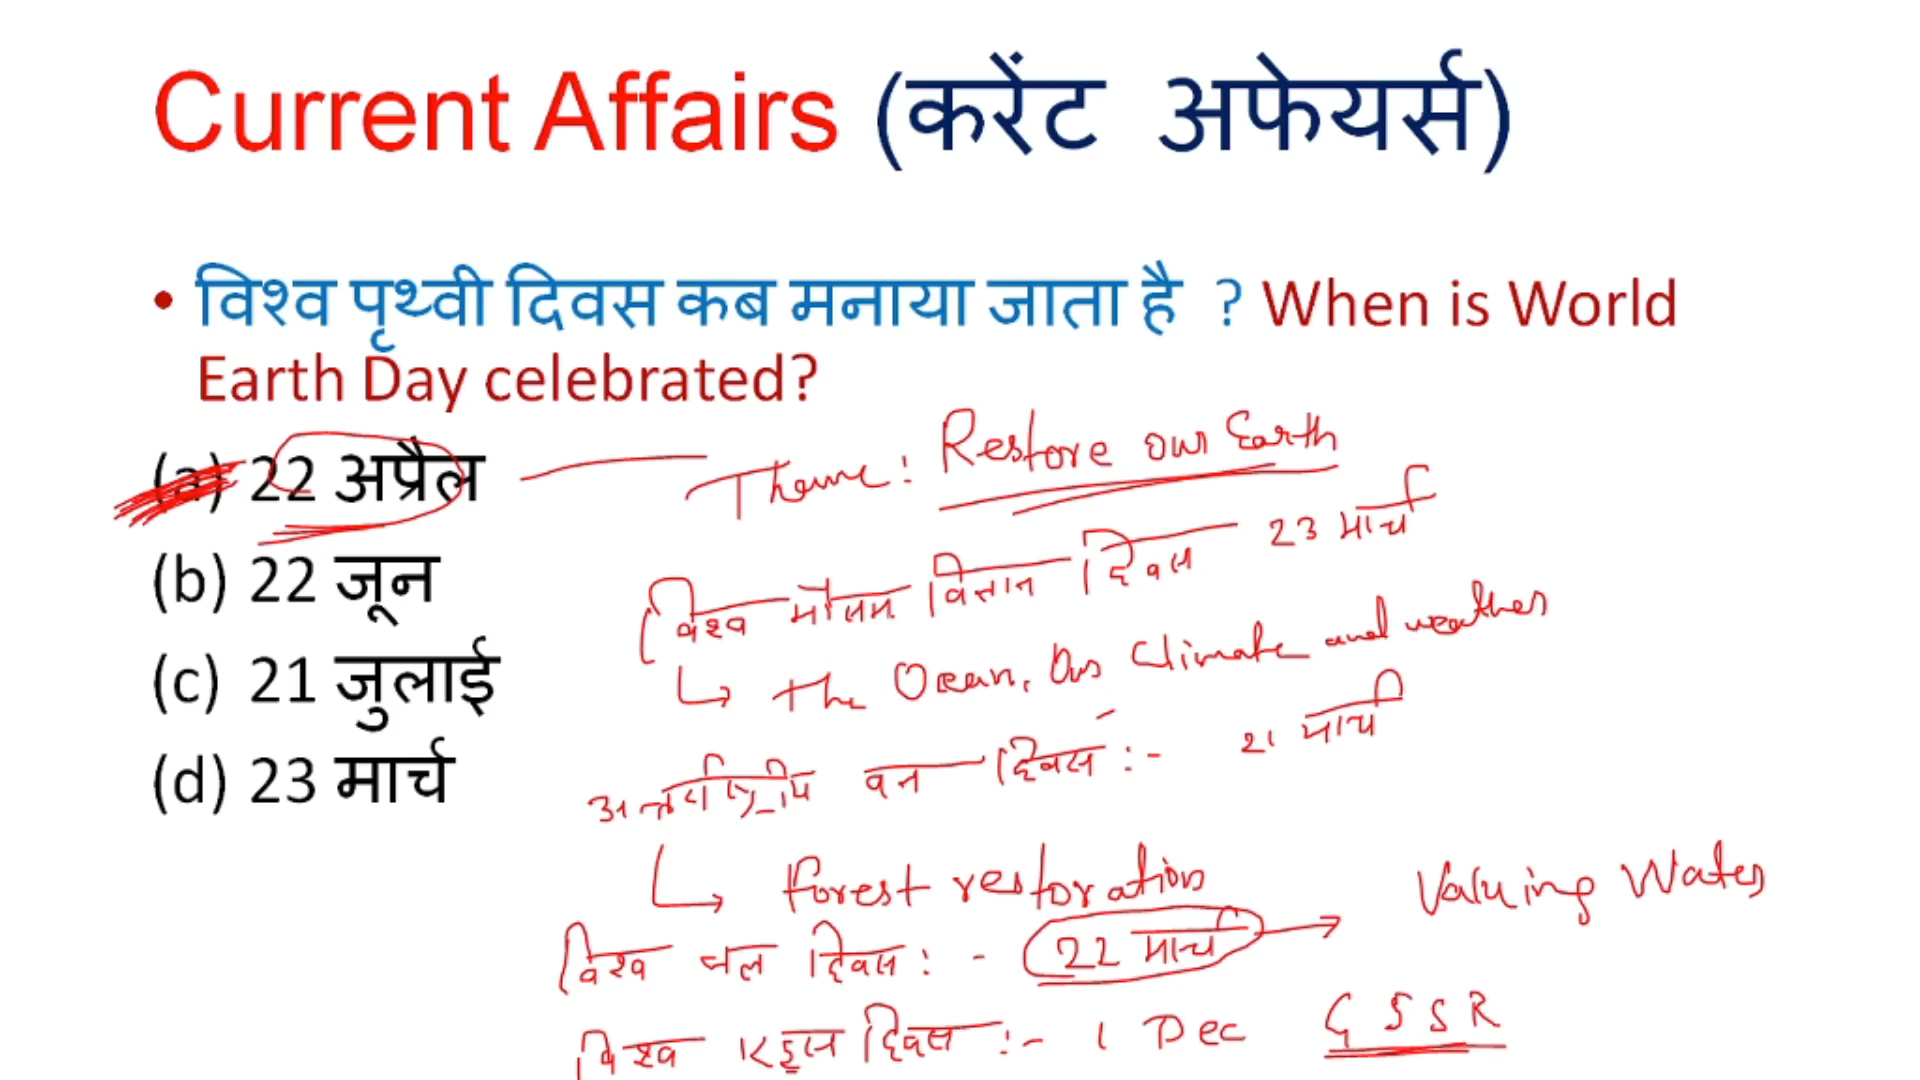 Current Affairs (करेंट अफेयर्स)
• विश्व पृथ्वी दिवस कब मनाया जाता है ? When is World
Earth Day celebrated?
(a) 22 अप्रैल
Theme: Restore our Earth
(b) 22 जून
विश्व मौसम विज्ञान दिवस 23 मार्च
(c) 21 जुलाई
The Ocean, Our Climate and weather
(d) 23 मार्च
अन्तर्राष्ट्रीय वन दिवस :- 21 मार्च
Forest restoration
Valuing Water
विश्व जल दिवस :- 22 मार्च
विश्व एड्स दिवस :- 1 Dec GSSR